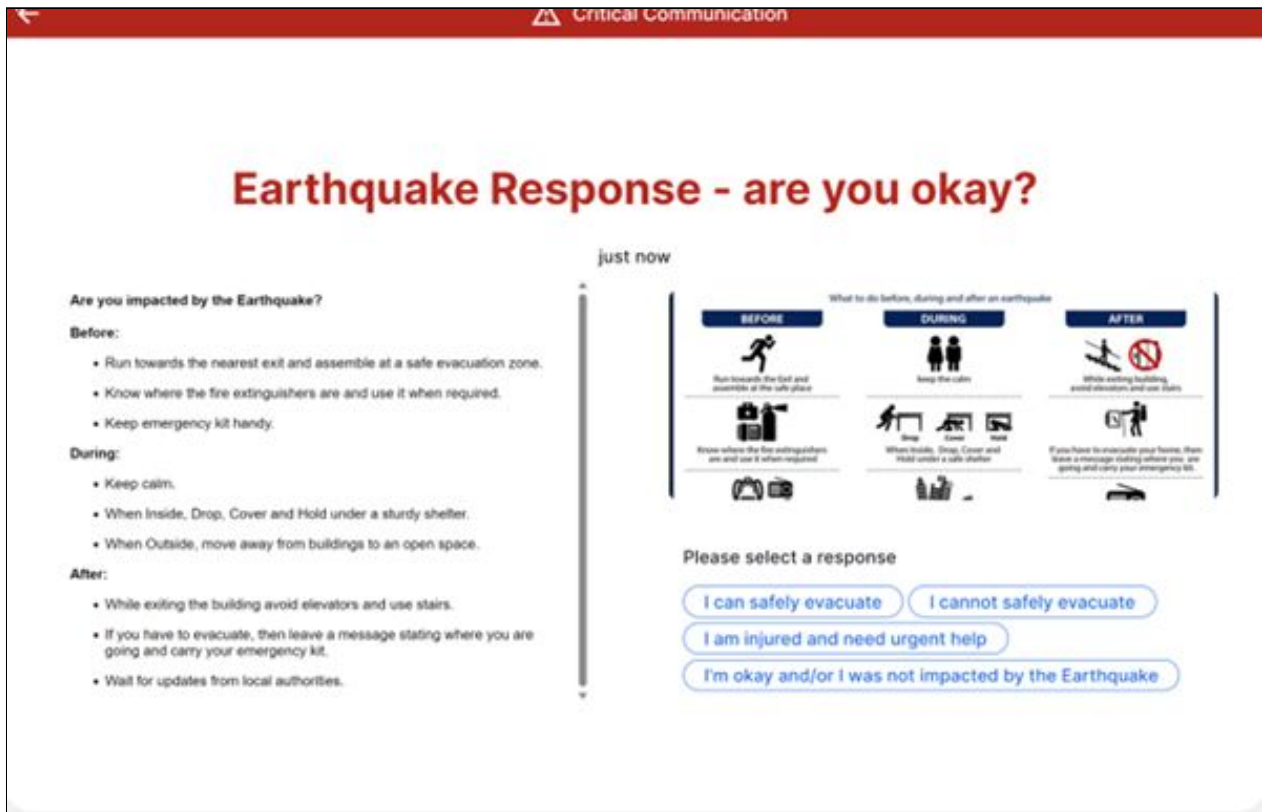 Critical Communication
Earthquake Response - are you okay?
just now
Are you impacted by the Earthquake?
Before:
• Run towards the nearest exit and assemble at a safe evacuation zone.
• Know where the fire extinguishers are and use it when required.
• Keep emergency kit handy.
During:
• Keep calm.
• When Inside, Drop, Cover and Hold under a sturdy shelter.
• When Outside, move away from buildings to an open space.
After:
• While exiting the building avoid elevators and use stairs.
• If you have to evacuate, then leave a message stating where you are
going and carry your emergency kit.
• Wait for updates from local authorities.
What to do before, during and after an earthquake
BEFORE
Run towards the Exit and
assemble at the safe place
Know where the fire extinguishers
are and use it when required
DURING
keep the calm
Drop Cover Hold
When Inside, Drop, Cover and
Hold under a safe shelter
AFTER
While exiting building,
avoid elevators and use stairs
If you have to evacuate your home, then
leave a message stating where you are
going and carry your emergency kit.
Please select a response
I can safely evacuate
I cannot safely evacuate
I am injured and need urgent help
I'm okay and/or I was not impacted by the Earthquake